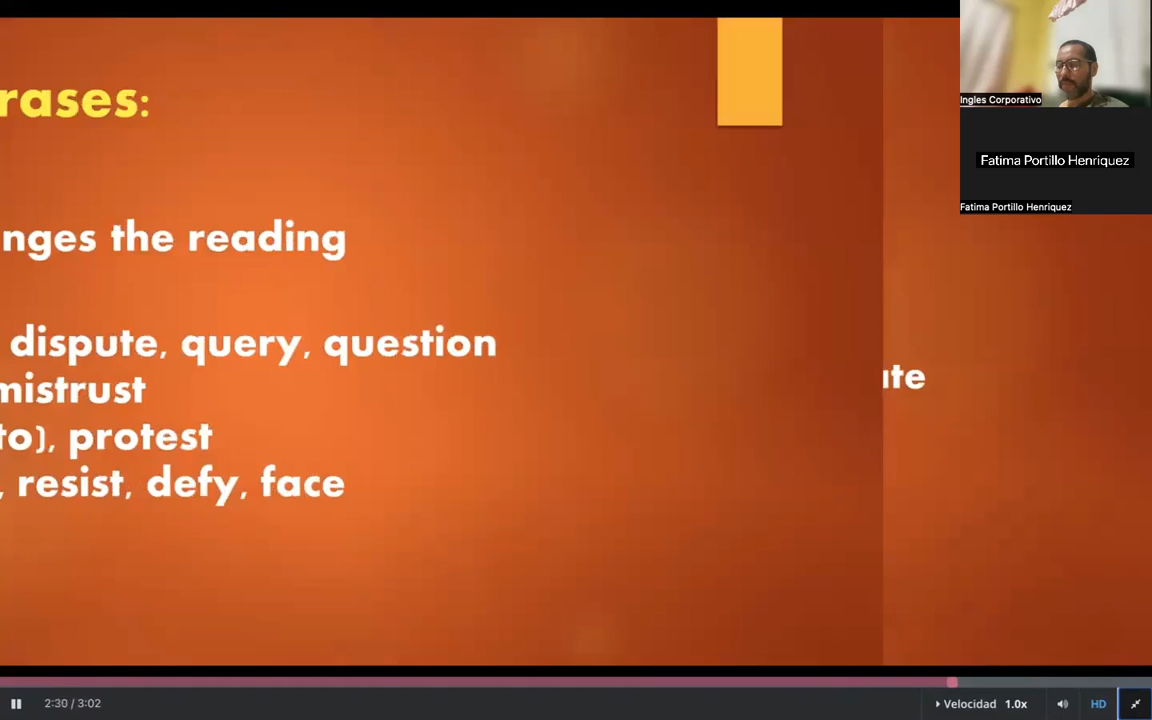 rases:
nges the reading
dispute, query, question
mistrust
to), protest
, resist, defy, face
ate
Ingles Corporativo
Fatima Portillo Henriquez
Fatima Portillo Henriquez
2:30 / 3:02
Velocidad 1.0x
HD